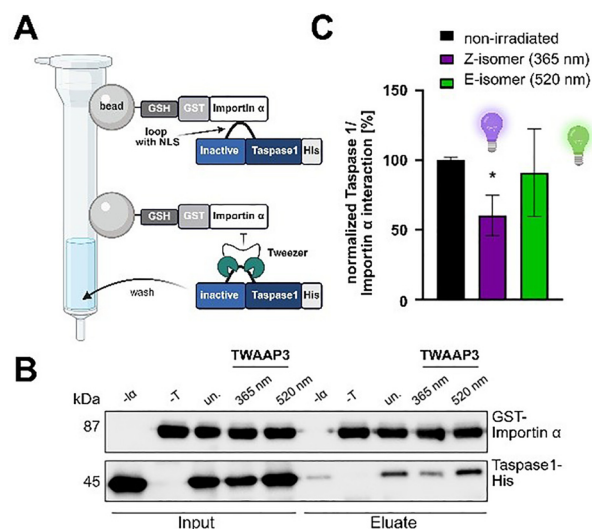 A
bead
GSH
GST
Importin α
loop
with NLS
Inactive
Taspase1
His
GSH
GST
Importin α
T
Tweezer
wash
inactive
Taspase1
His
C
non-irradiated
Z-isomer (365 nm)
E-isomer (520 nm)
normalized Taspase 1/
Importin α interaction [%]
150
100
50
0
*
B
TWAAP3
TWAAP3
kDa
-Iα
-T
un.
365 nm
520 nm
-Iα
-T
un.
365 nm
520 nm
87
GST-
Importin α
45
Taspase1-
His
Input
Eluate